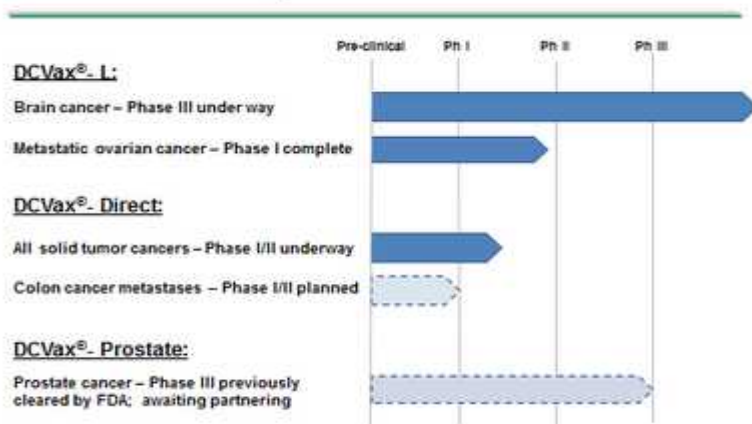 Pre-clinical Ph I Ph II Ph III
DCVax®- L:
Brain cancer – Phase III under way
Metastatic ovarian cancer – Phase I complete
DCVax®- Direct:
All solid tumor cancers – Phase I/II underway
Colon cancer metastases – Phase I/II planned
DCVax®- Prostate:
Prostate cancer – Phase III previously
cleared by FDA; awaiting partnering